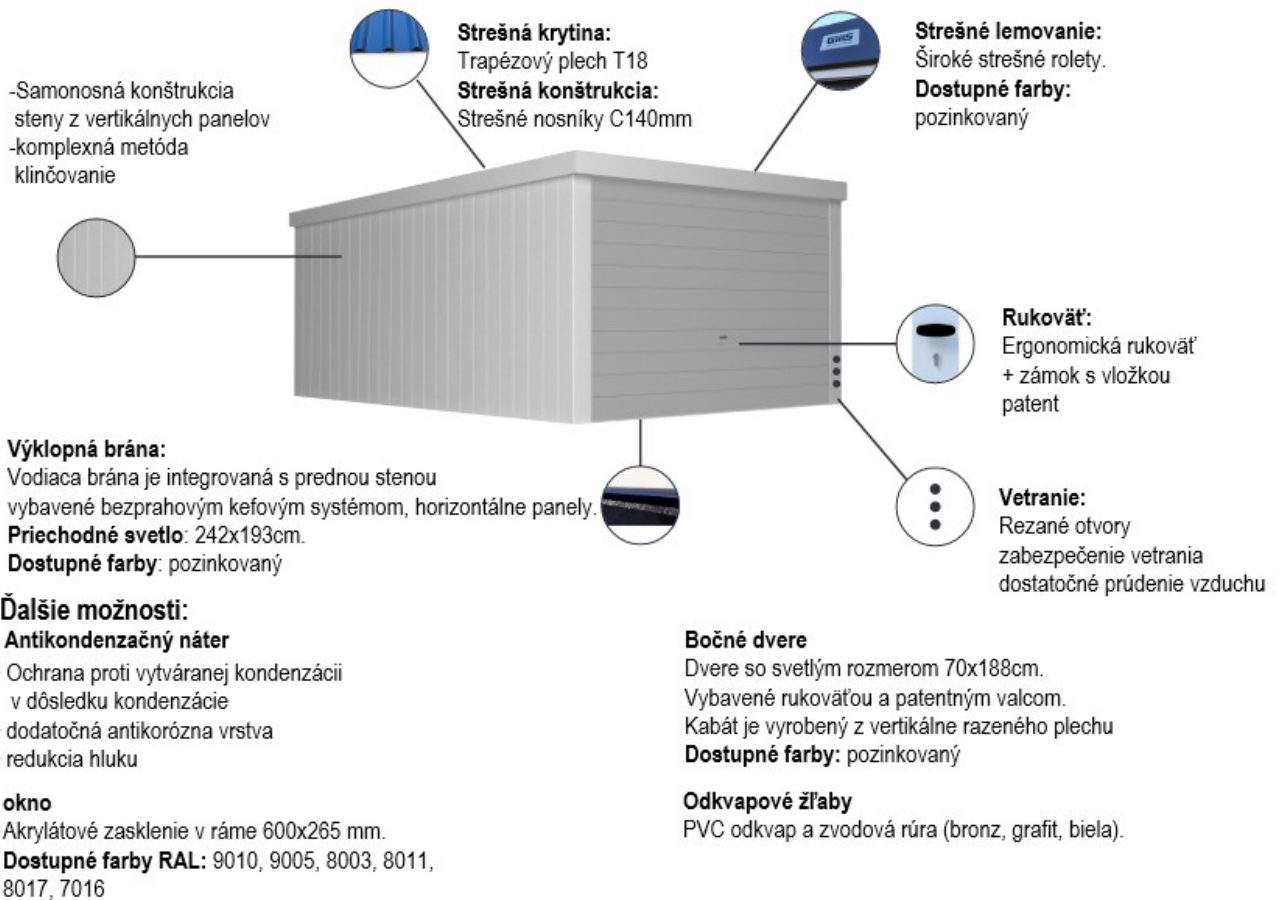 -Samonosná konštrukcia
steny z vertikálnych panelov
-komplexná metóda
klinčovanie
Strešná krytina:
Trapézový plech T18
Strešná konštrukcia:
Strešné nosníky C140mm
GMS
Strešné lemovanie:
Široké strešné rolety.
Dostupné farby:
pozinkovaný
Rukoväť:
Ergonomická rukoväť
+ zámok s vložkou
patent
Výklopná brána:
Vodiaca brána je integrovaná s prednou stenou
vybavené bezprahovým kefovým systémom, horizontálne panely.
Priechodné svetlo: 242x193cm.
Dostupné farby: pozinkovaný
Vetranie:
Rezané otvory
zabezpečenie vetrania
dostatočné prúdenie vzduchu
Ďalšie možnosti:
Antikondenzačný náter
Ochrana proti vytváranej kondenzácii
v dôsledku kondenzácie
dodatočná antikorózna vrstva
redukcia hluku
okno
Akrylátové zasklenie v ráme 600x265 mm.
Dostupné farby RAL: 9010, 9005, 8003, 8011,
8017, 7016
Bočné dvere
Dvere so svetlým rozmerom 70x188cm.
Vybavené rukoväťou a patentným valcom.
Kabát je vyrobený z vertikálne razeného plechu
Dostupné farby: pozinkovaný
Odkvapové žľaby
PVC odkvap a zvodová rúra (bronz, grafit, biela).